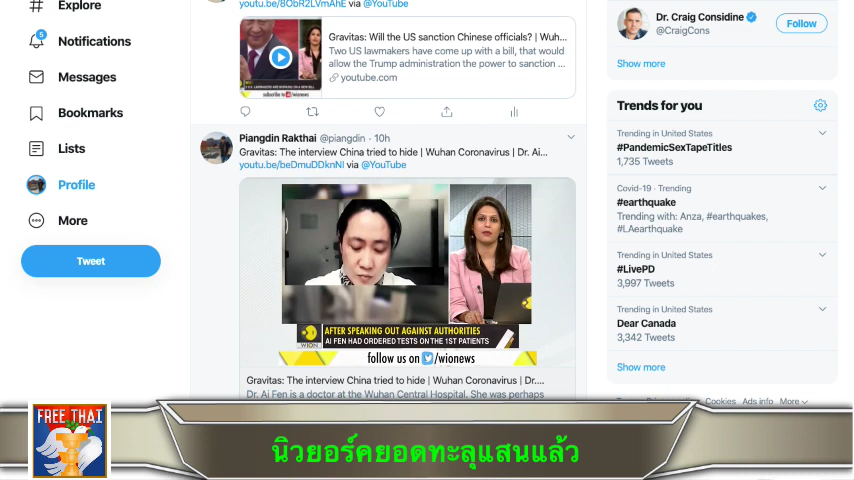 Explore
5
Notifications
Messages
Bookmarks
Lists
Profile
More
Tweet
youtu.be/8ObR2LVmAhE via @YouTube
Gravitas: Will the US sanction Chinese officials? | Wuh...
Two US lawmakers have come up with a bill, that would
allow the Trump administration the power to sanction ...
youtube.com
subscribe to wionews
Piangdin Rakthai @piangdin · 10h
Gravitas: The interview China tried to hide | Wuhan Coronavirus | Dr. Ai...
youtu.be/beDmuDDknNI via @YouTube
WION
AFTER SPEAKING OUT AGAINST AUTHORITIES
AI FEN HAD ORDERED TESTS ON THE 1ST PATIENTS
follow us on /wionews
Gravitas: The interview China tried to hide | Wuhan Coronavirus | Dr....
Dr. Ai Fen is a doctor at the Wuhan Central Hospital. She was perhaps
Dr. Craig Considine
@CraigCons
Follow
Show more
Trends for you
Trending in United States
#PandemicSexTapeTitles
1,735 Tweets
Covid-19 · Trending
#earthquake
Trending with: Anza, #earthquakes,
#LAearthquake
Trending in United States
#LivePD
3,997 Tweets
Trending in United States
Dear Canada
3,342 Tweets
Show more
Cookies Ads info More
FREE THAI
นิวยอร์คยอดทะลุแสนแล้ว